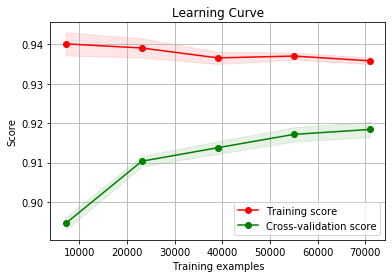 Learning Curve
0.94
0.93
0.92
0.91
0.90
Score
10000 20000 30000 40000 50000 60000 70000
Training examples
Training score
Cross-validation score